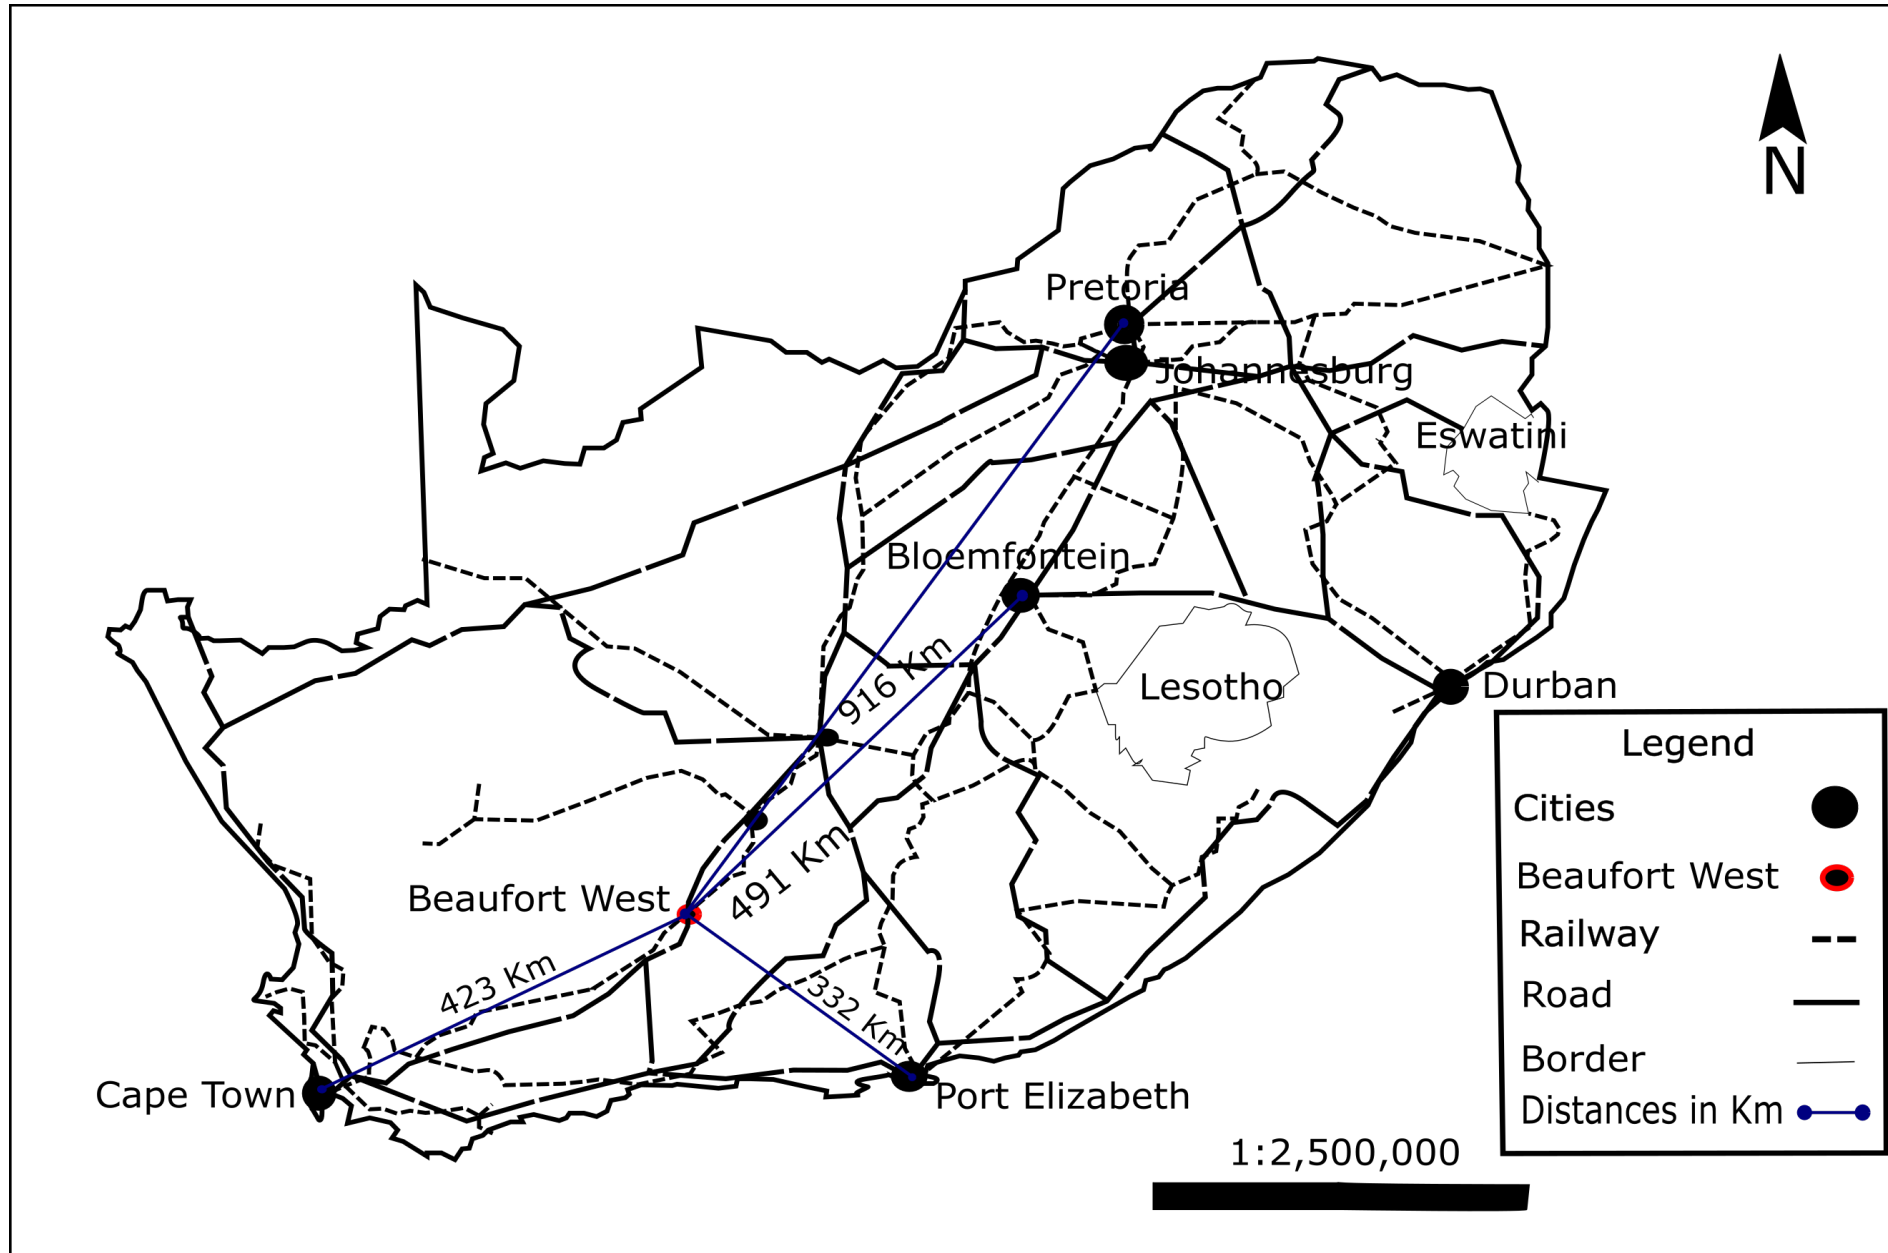 N
Pretoria
Johannesburg
Eswatini
Bloemfontein
916 Km
Lesotho
Durban
491 Km
Beaufort West
423 Km
332 Km
Cape Town
Port Elizabeth
Legend
Cities
Beaufort West
Railway
Road
Border
Distances in Km
1:2,500,000